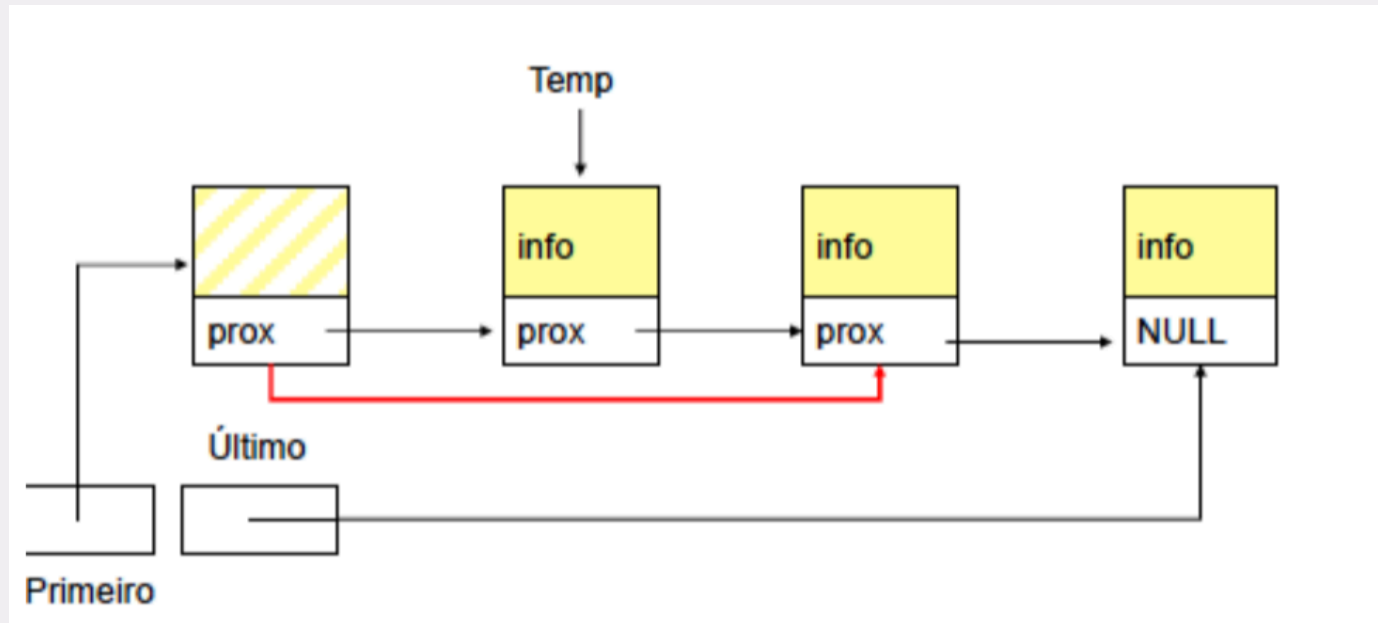 Temp
info
info
info
prox
prox
prox
NULL
Último
Primeiro